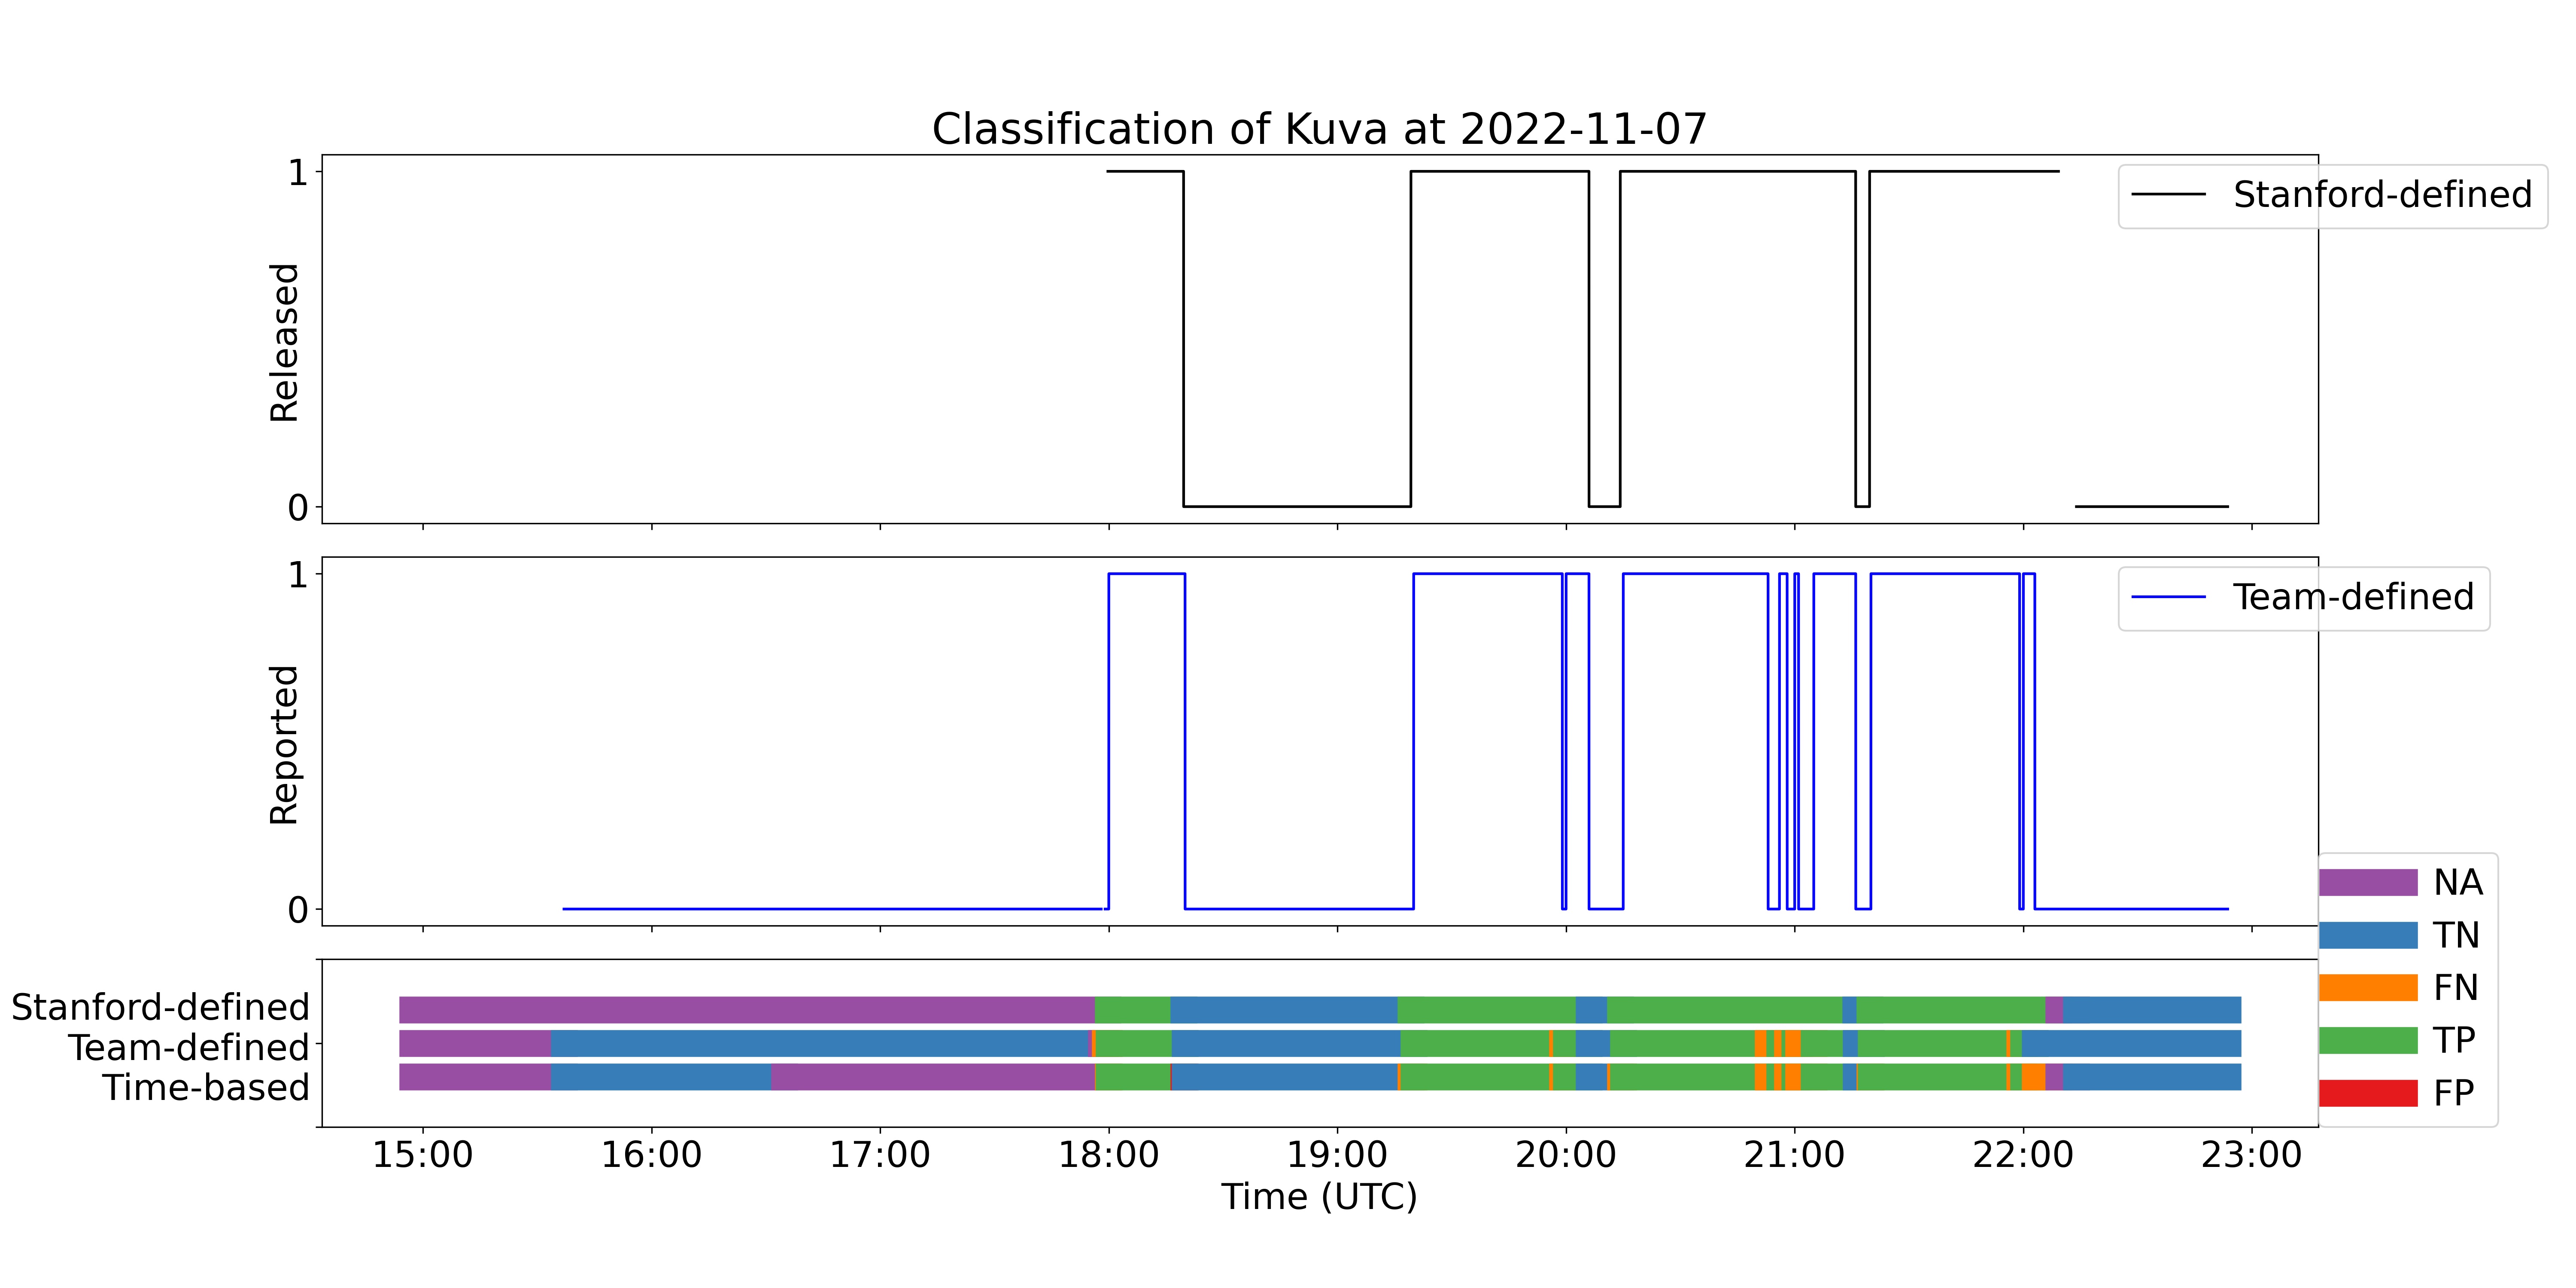 Classification of Kuva at 2022-11-07
1
0
Released
Stanford-defined
1
0
Reported
Team-defined
NA
TN
FN
TP
FP
Stanford-defined
Team-defined
Time-based
15:00 16:00 17:00 18:00 19:00 20:00 21:00 22:00 23:00
Time (UTC)